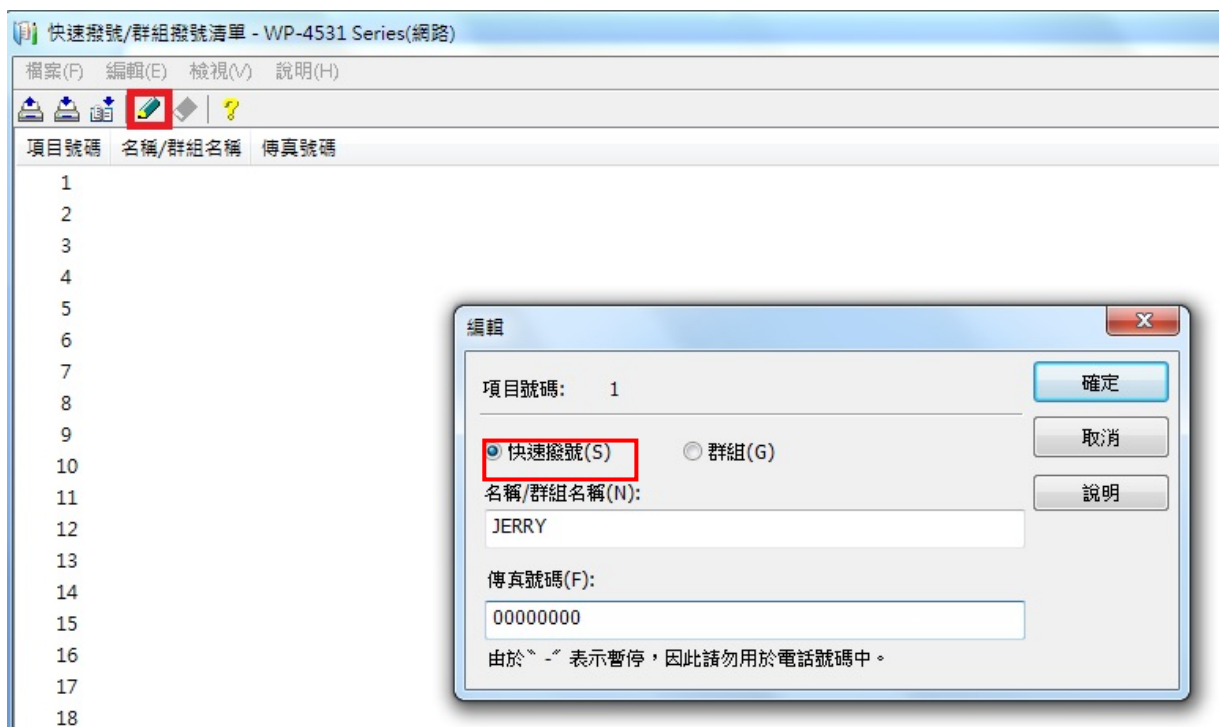 快速撥號/群組撥號清單 - WP-4531 Series(網路)
檔案(F) 編輯(E) 檢視(V) 說明(H)
項目號碼 名稱/群組名稱 傳真號碼
1
2
3
4
5
6
7
8
9
10
11
12
13
14
15
16
17
18
編輯
項目號碼: 1
確定
快速撥號(S) 群組(G)
取消
名稱/群組名稱(N):
說明
JERRY
傳真號碼(F):
00000000
由於〝-〞表示暫停，因此請勿用於電話號碼中。